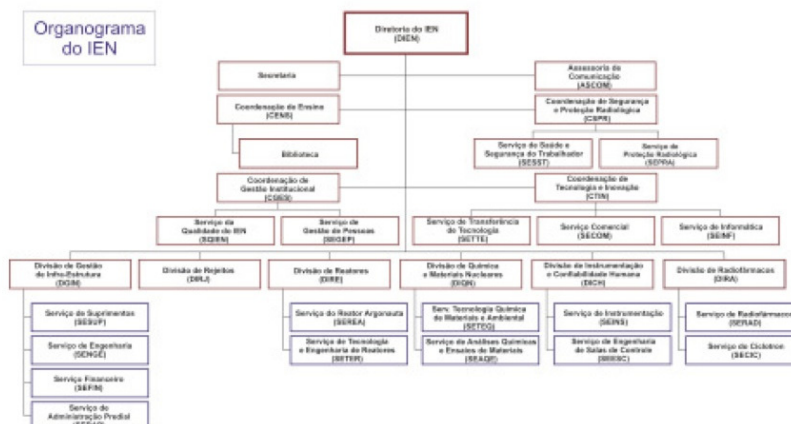 Organograma
do IEN
Diretoria do IEN
(DIEN)
Secretaria
Assessoria de
Comunicação
(ASCOM)
Coordenação de Ensino
(CENS)
Coordenação de Segurança
e Proteção Radiológica
(CSPR)
Biblioteca
Serviço de Saúde e
Segurança do Trabalhador
(SESST)
Serviço de
Proteção Radiológica
(SEPRA)
Coordenação de
Gestão Institucional
(CGES)
Coordenação de
Tecnologia e Inovação
(CTIN)
Serviço da
Qualidade do IEN
(SQIEN)
Serviço de
Gestão de Pessoas
(SEGEP)
Serviço de Transferência
de Tecnologia
(SETTE)
Serviço Comercial
(SECOM)
Serviço de Informática
(SEINF)
Divisão de Gestão
de Infra-Estrutura
(DGIN)
Divisão de Rejeitos
(DIRJ)
Divisão de Reatores
(DIRE)
Divisão de Química
e Materiais Nucleares
(DIQN)
Divisão de Instrumentação
e Confiabilidade Humana
(DICH)
Divisão de Radiofármacos
(DIRA)
Serviço de Suprimentos
(SESUP)
Serviço do Reator Argonauta
(SEREA)
Serv. Tecnologia Química
de Materiais e Ambiental
(SETEQ)
Serviço de Instrumentação
(SEINS)
Serviço de Radiofármacos
(SERAD)
Serviço de Engenharia
(SENGE)
Serviço de Tecnologia
e Engenharia de Reatores
(SETER)
Serviço de Análises Químicas
e Ensaios de Materiais
(SEAQE)
Serviço de Engenharia
de Salas de Controle
(SEESC)
Serviço do Ciclotron
(SECIC)
Serviço Financeiro
(SEFIN)
Serviço de
Administração Predial